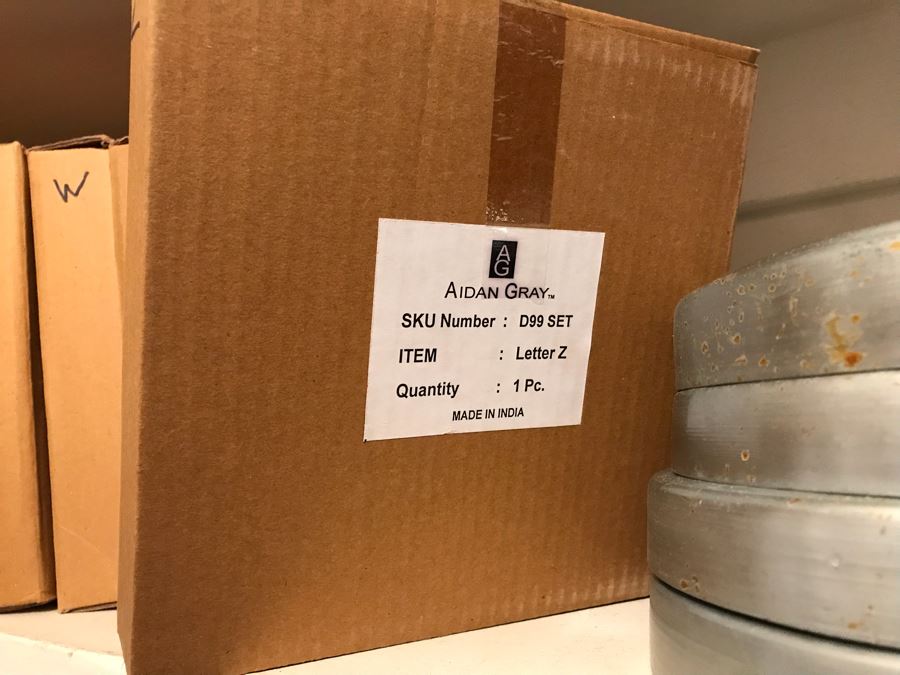 W
AG
AIDAN GRAY™
SKU Number : D99 SET
ITEM : Letter Z
Quantity : 1 Pc.
MADE IN INDIA